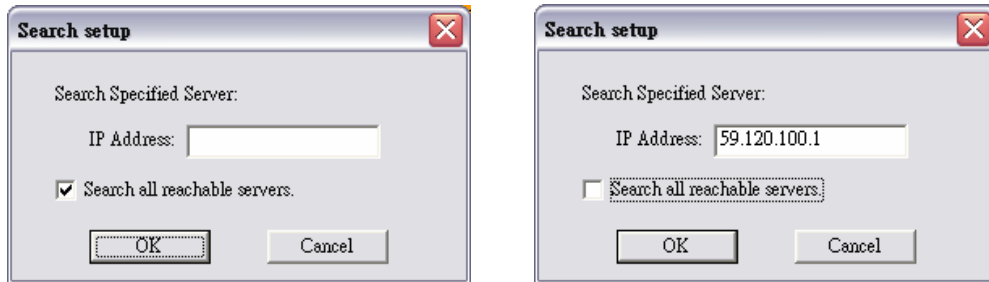 Search setup
Search Specified Server:
IP Address:
Search all reachable servers.
OK
Cancel
Search setup
Search Specified Server:
IP Address: 59.120.100.1
Search all reachable servers.
OK
Cancel